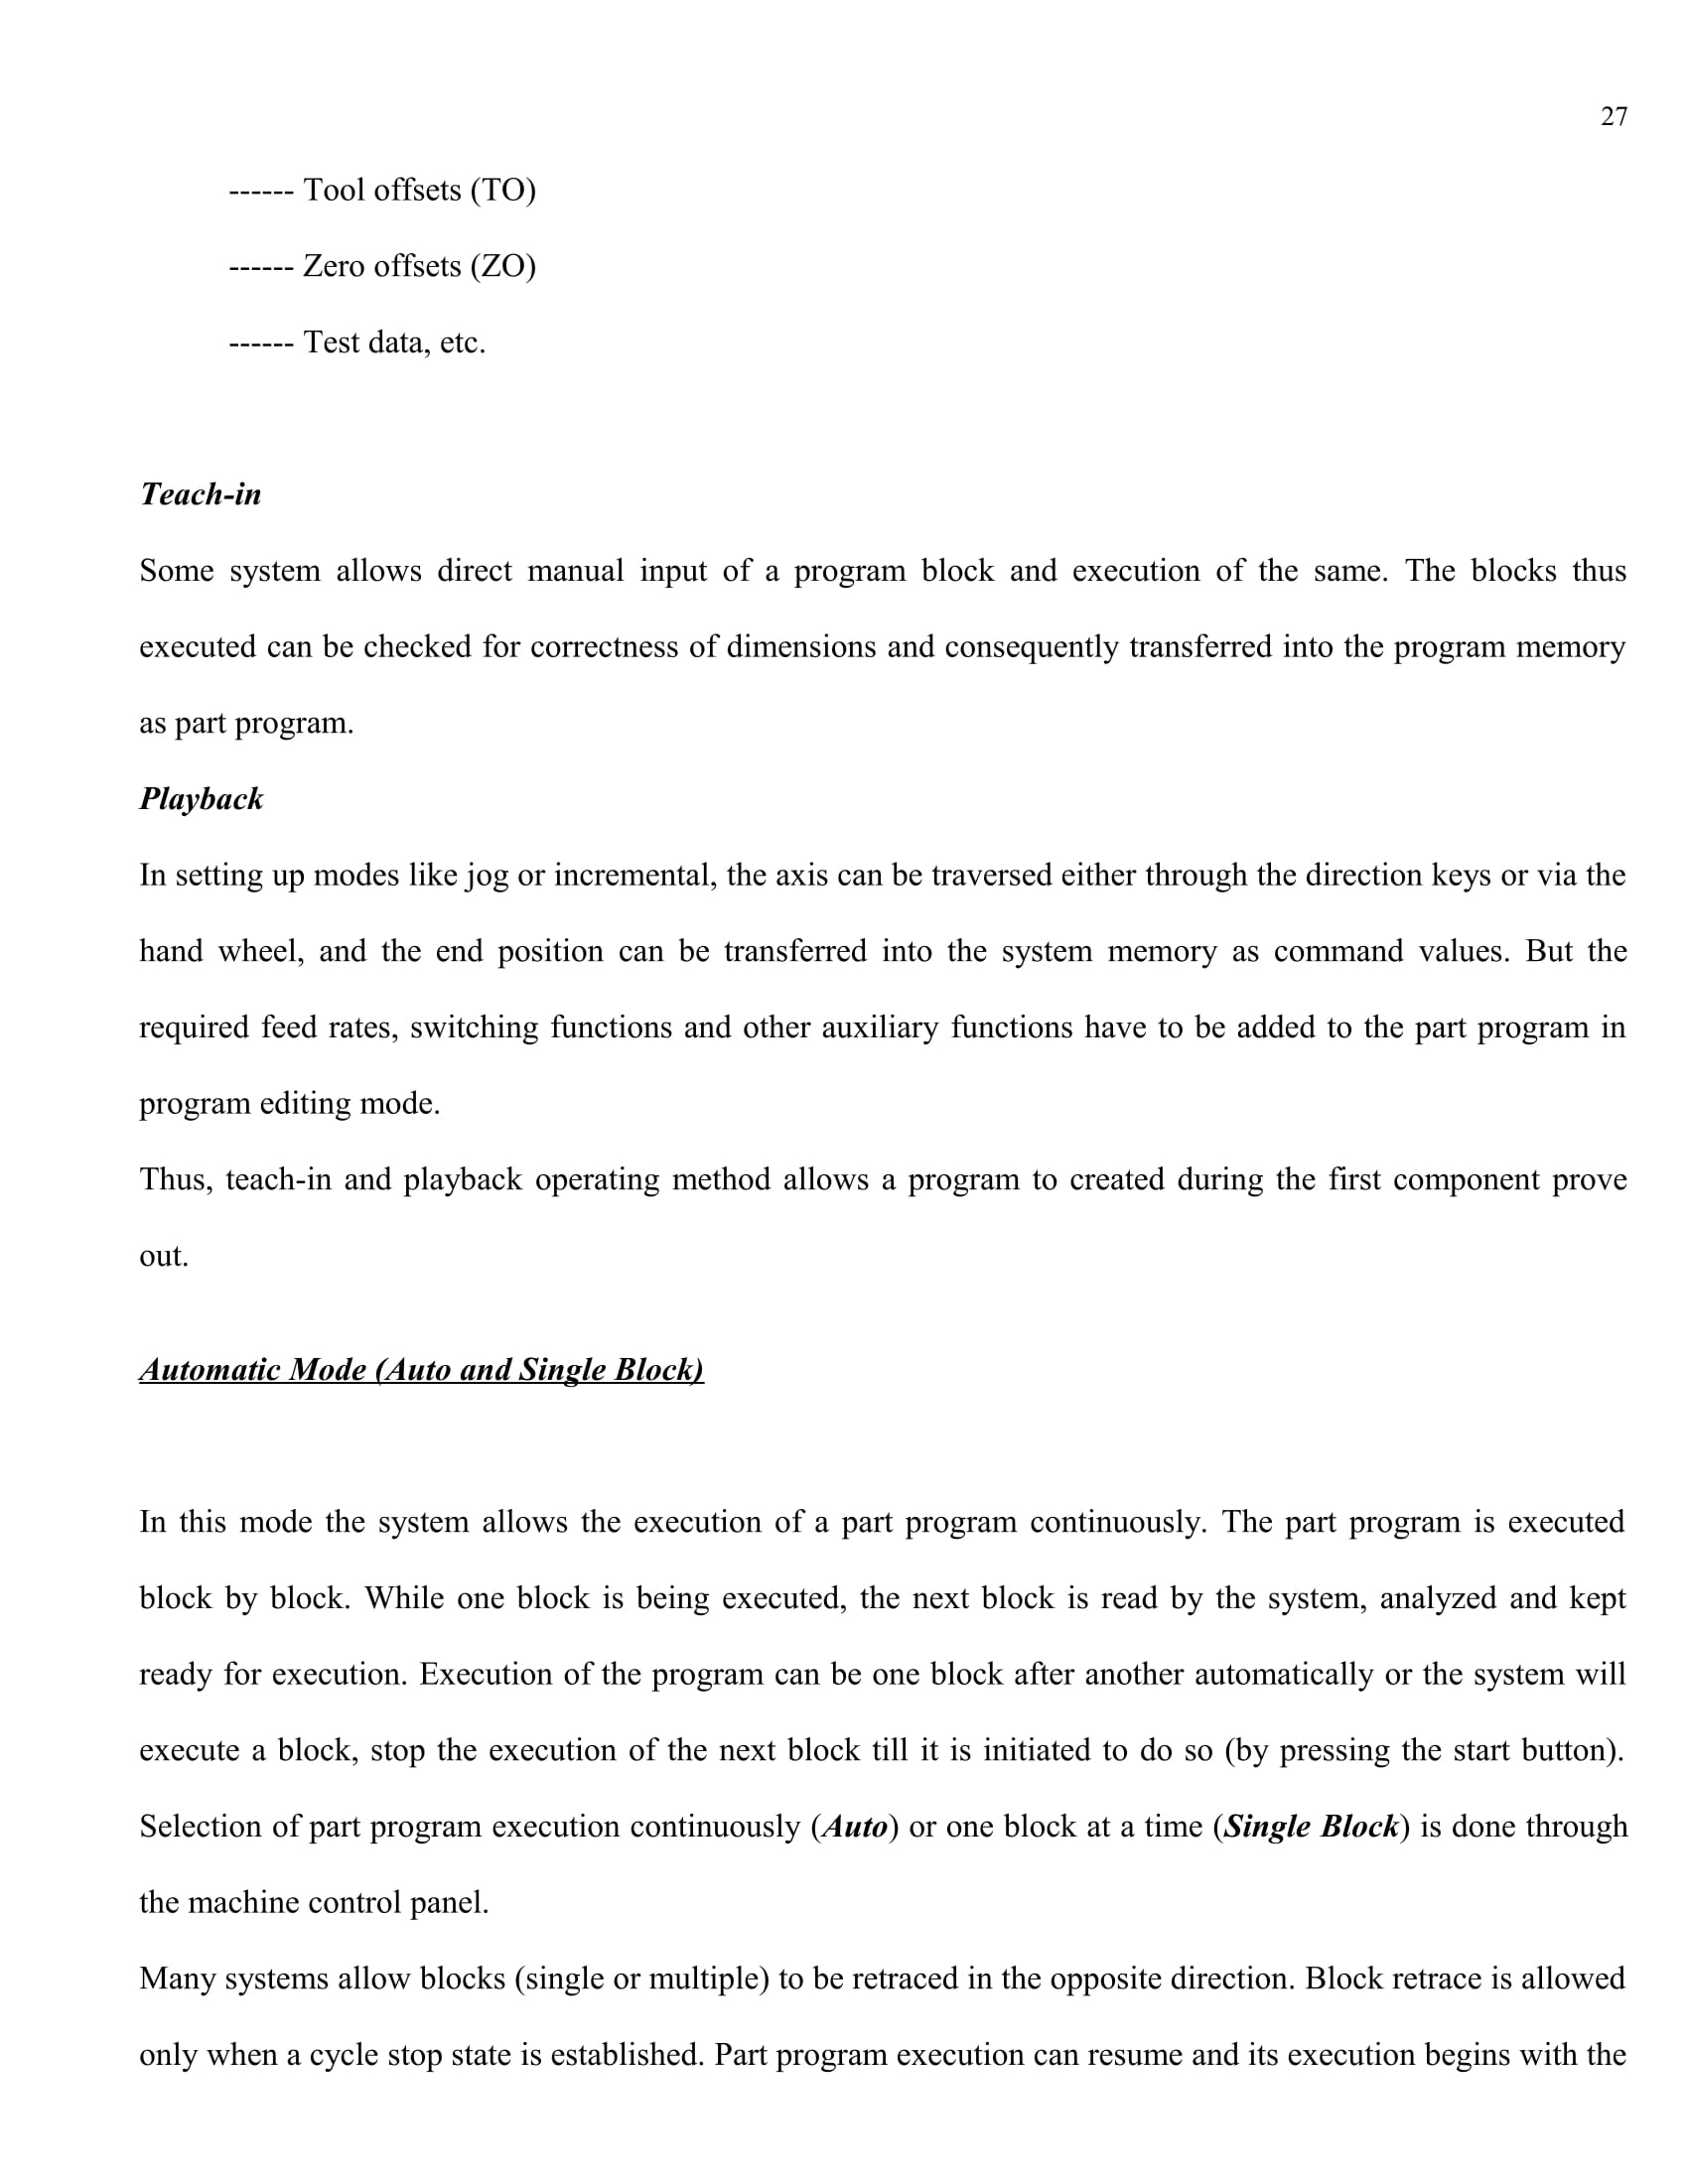 27
------ Tool offsets (TO)
------ Zero offsets (ZO)
------ Test data, etc.
Teach-in
Some system allows direct manual input of a program block and execution of the same. The blocks thus
executed can be checked for correctness of dimensions and consequently transferred into the program memory
as part program.
Playback
In setting up modes like jog or incremental, the axis can be traversed either through the direction keys or via the
hand wheel, and the end position can be transferred into the system memory as command values. But the
required feed rates, switching functions and other auxiliary functions have to be added to the part program in
program editing mode.
Thus, teach-in and playback operating method allows a program to created during the first component prove
out.
Automatic Mode (Auto and Single Block)
In this mode the system allows the execution of a part program continuously. The part program is executed
block by block. While one block is being executed, the next block is read by the system, analyzed and kept
ready for execution. Execution of the program can be one block after another automatically or the system will
execute a block, stop the execution of the next block till it is initiated to do so (by pressing the start button).
Selection of part program execution continuously (Auto) or one block at a time (Single Block) is done through
the machine control panel.
Many systems allow blocks (single or multiple) to be retraced in the opposite direction. Block retrace is allowed
only when a cycle stop state is established. Part program execution can resume and its execution begins with the